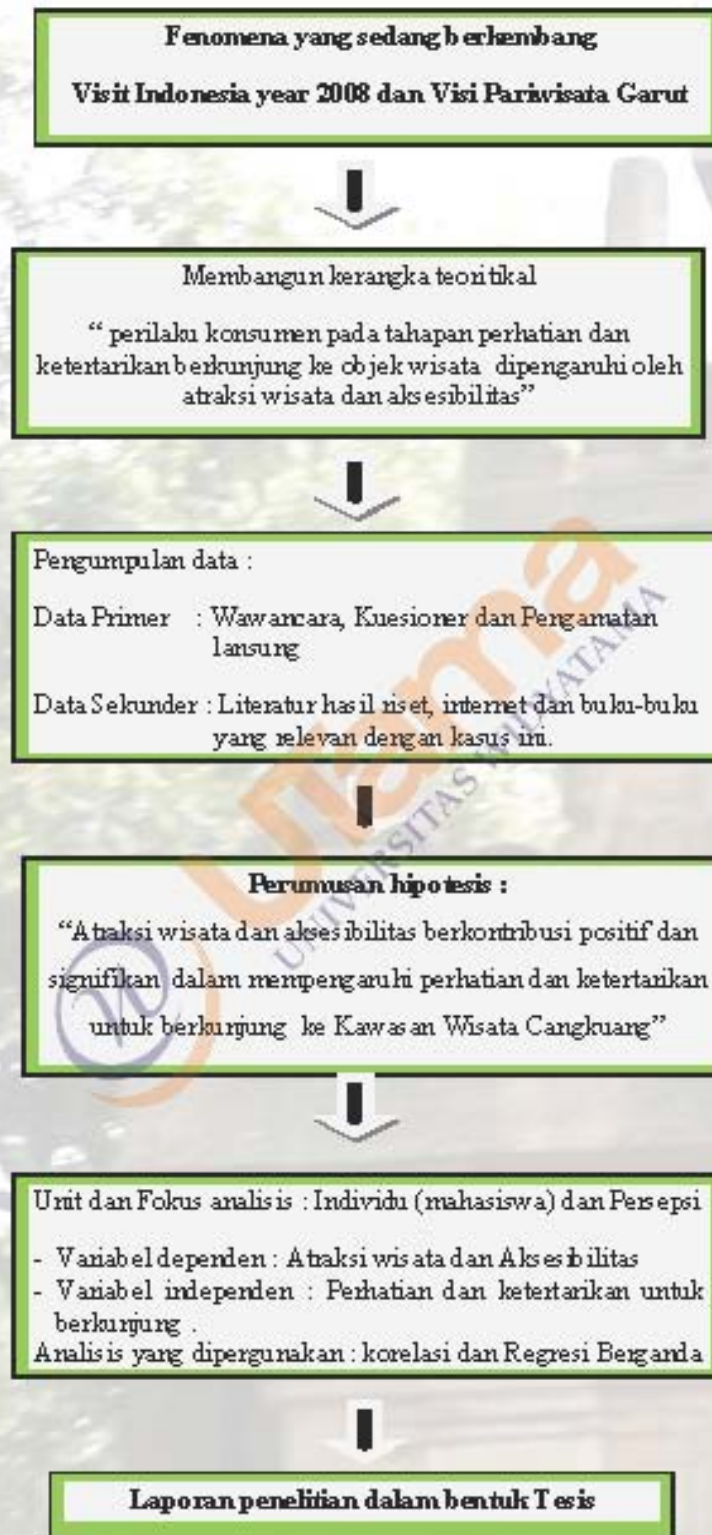 Fenomena yang sedang berkembang
Visit Indonesia year 2008 dan Visi Pariwisata Garut
Membangun kerangka teoritikal
“ perilaku konsumen pada tahapan perhatian dan
ketertarikan berkunjung ke objek wisata dipengaruhi oleh
atraksi wisata dan aksesibilitas”
Pengumpulan data :
Data Primer : Wawancara, Kuesioner dan Pengamatan
lansung
Data Sekunder : Literatur hasil riset, internet dan buku-buku
yang relevan dengan kasus ini.
Perumusan hipotesis :
“Atraksi wisata dan aksesibilitas berkontribusi positif dan
signifikan dalam mempengaruhi perhatian dan ketertarikan
untuk berkunjung ke Kawasan Wisata Cangkuang”
Unit dan Fokus analisis : Individu (mahasiswa) dan Persepsi
- Variabel dependen : Atraksi wisata dan Aksesibilitas
- Variabel independen : Perhatian dan ketertarikan untuk
berkunjung .
Analisis yang dipergunakan : korelasi dan Regresi Berganda
Laporan penelitian dalam bentuk Tesis
Utama
UNIVERSITAS WIDYATAMA